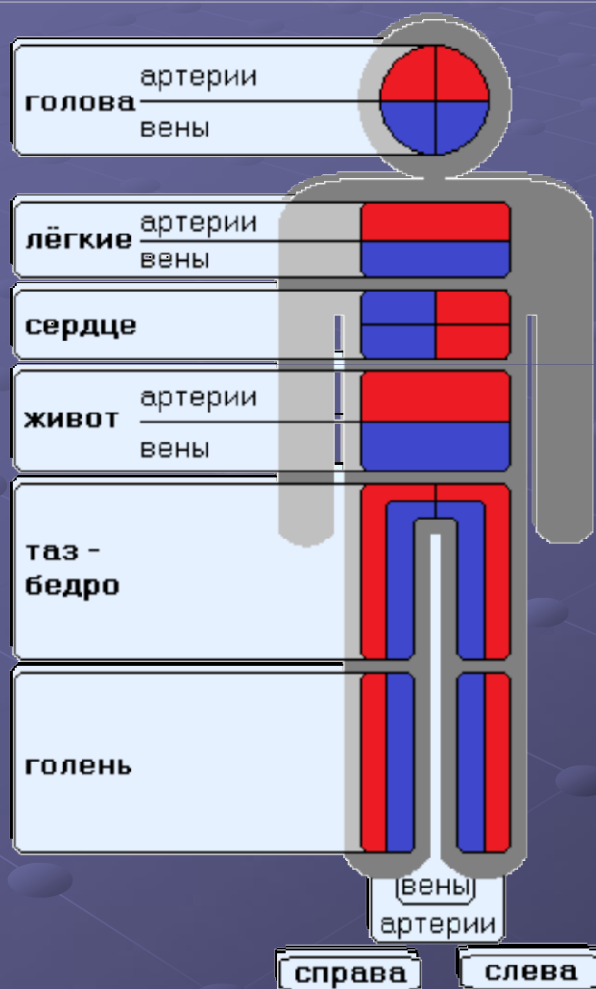 артерии
голова
вены
артерии
лёгкие
вены
сердце
артерии
живот
вены
таз -
бедро
голень
вены
артерии
справа
слева